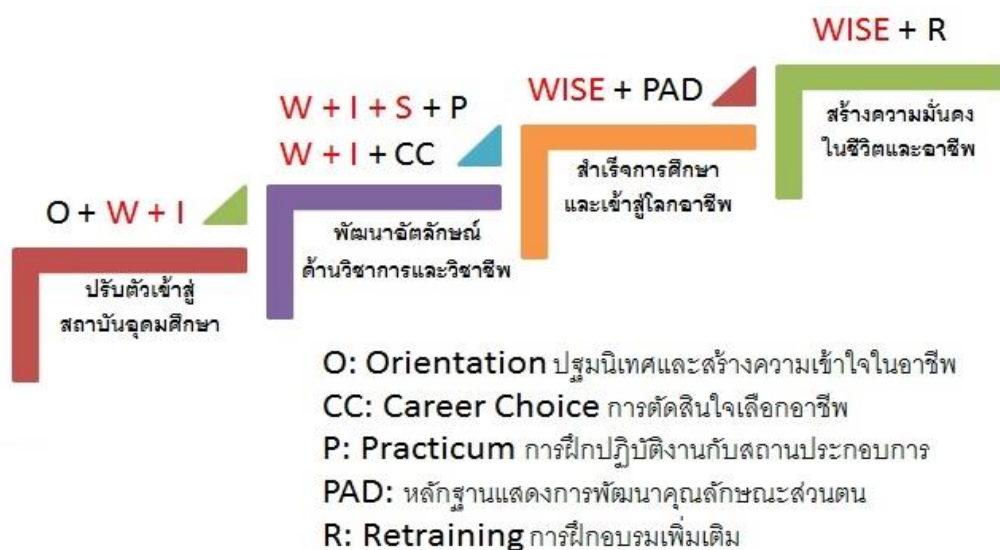 O + W + I
ปรับตัวเข้าสู่
สถาบันอุดมศึกษา
W + I + S + P
W + I + CC
พัฒนาอัตลักษณ์
ด้านวิชาการและวิชาชีพ
WISE + PAD
สำเร็จการศึกษา
และเข้าสู่โลกอาชีพ
WISE + R
สร้างความมั่นคง
ในชีวิตและอาชีพ
O: Orientation ปฐมนิเทศและสร้างความเข้าใจในอาชีพ
CC: Career Choice การตัดสินใจเลือกอาชีพ
P: Practicum การฝึกปฏิบัติงานกับสถานประกอบการ
PAD: หลักฐานแสดงการพัฒนาคุณลักษณะส่วนตน
R: Retraining การฝึกอบรมเพิ่มเติม